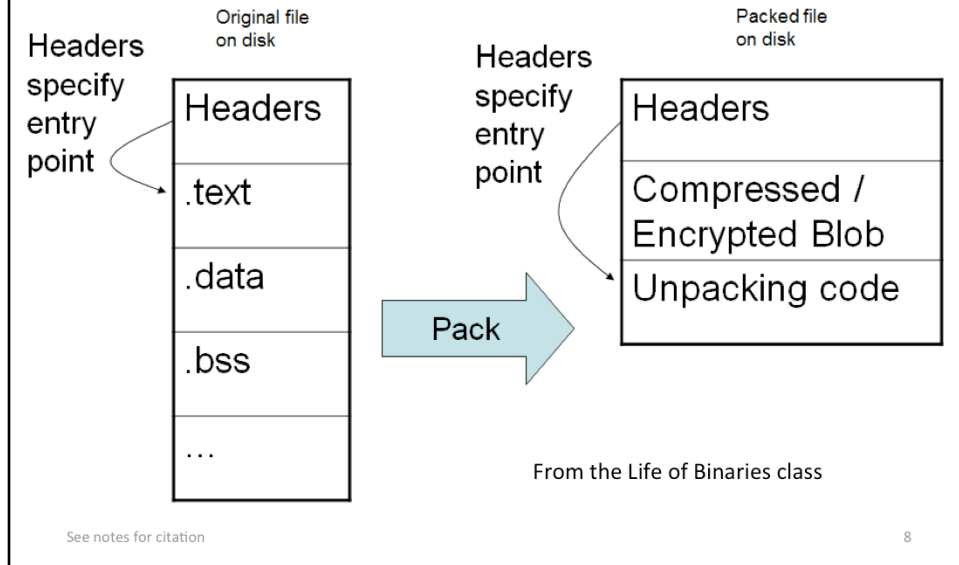 Original file
on disk
Headers
specify
entry
point
Headers
.text
.data
.bss
…
Pack
Packed file
on disk
Headers
specify
entry
point
Headers
Compressed /
Encrypted Blob
Unpacking code
From the Life of Binaries class
See notes for citation
8